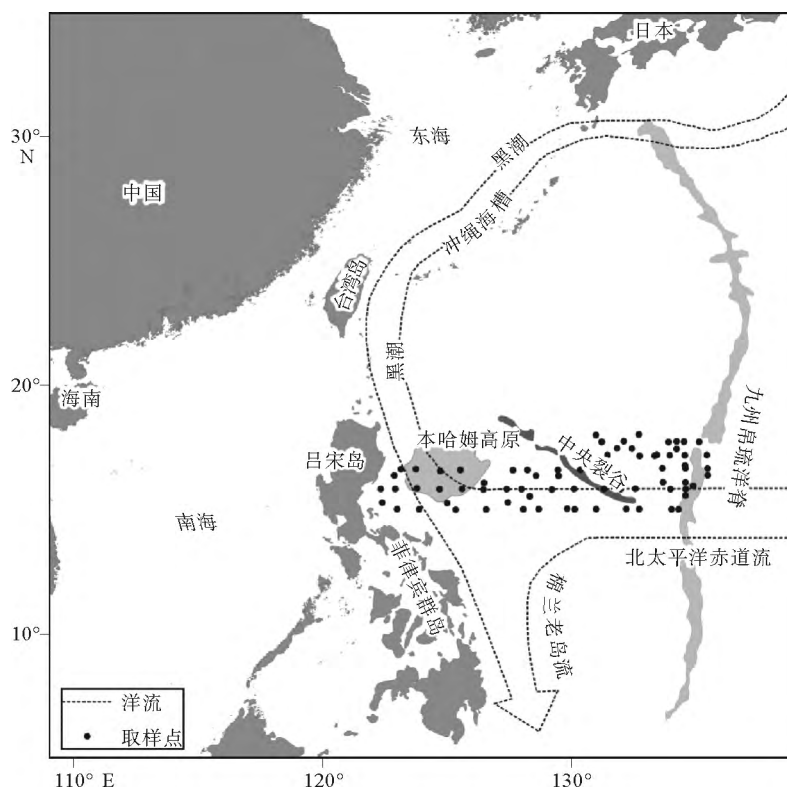 日本
30°
N
东海
黑潮
中国
冲绳海槽
台湾岛
黑潮
20°
海南
九州帛琉洋脊
本哈姆高原
中央裂谷
吕宋岛
南海
北太平洋赤道流
菲律宾群岛
棉兰老岛流
10°
洋流
取样点
110° E
120°
130°